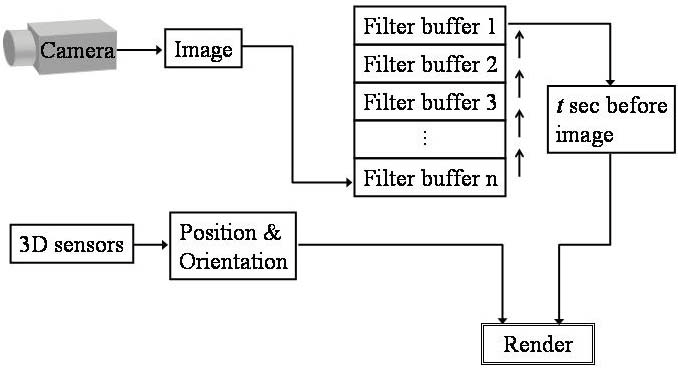 Camera
Image
Filter buffer 1
Filter buffer 2
Filter buffer 3
⋮
Filter buffer n
t sec before
image
3D sensors
Position &
Orientation
Render